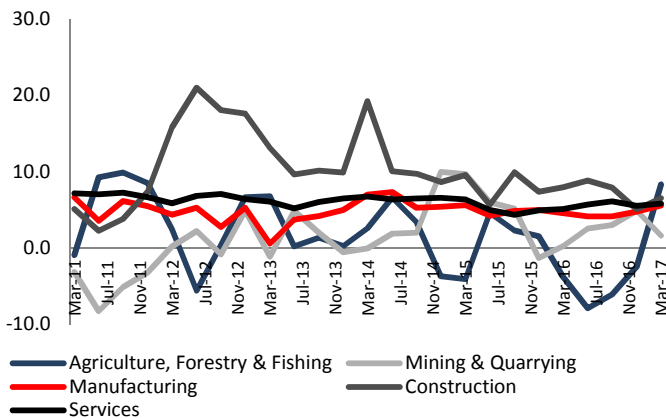 30.0
20.0
10.0
0.0
-10.0
Mar-11
Jul-11
Nov-11
Mar-12
Jul-12
Nov-12
Mar-13
Jul-13
Nov-13
Mar-14
Jul-14
Nov-14
Mar-15
Jul-15
Nov-15
Mar-16
Jul-16
Nov-16
Mar-17
Agriculture, Forestry & Fishing
Mining & Quarrying
Manufacturing
Construction
Services